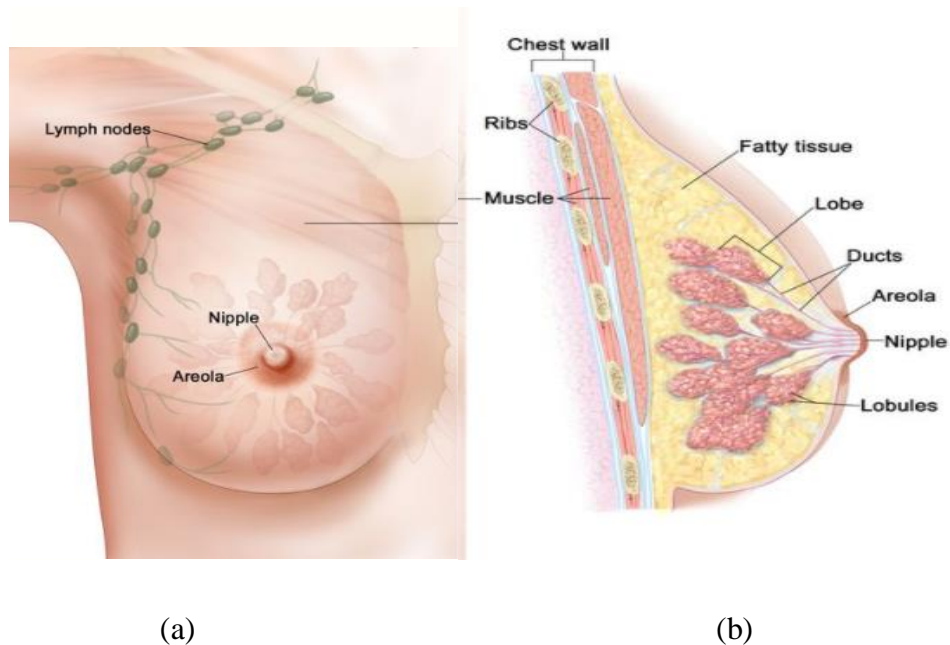 Lymph nodes
Nipple
Areola
Chest wall
Ribs
Muscle
Fatty tissue
Lobe
Ducts
Areola
Nipple
Lobules
(a)
(b)